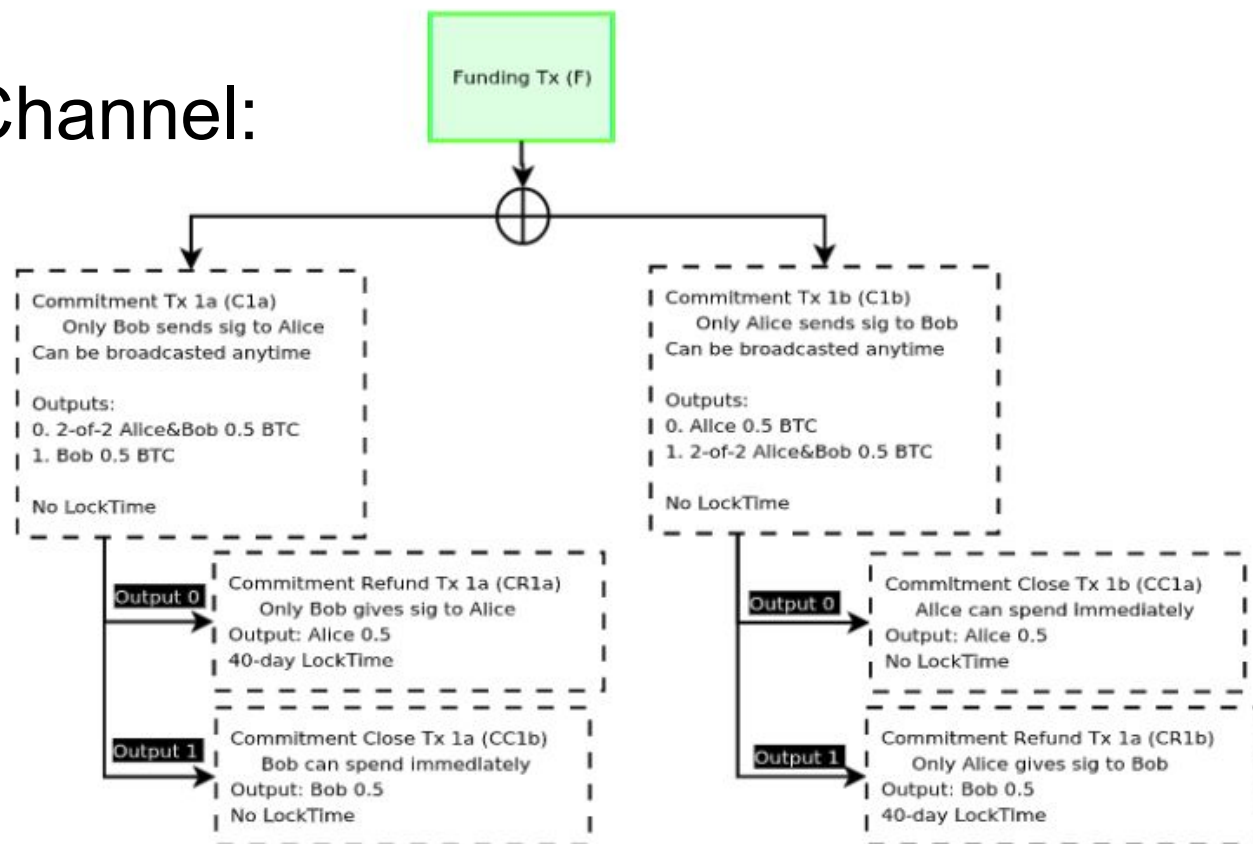 Channel:
Funding Tx (F)
Commitment Tx 1a (C1a)
Only Bob sends sig to Alice
Can be broadcasted anytime
Outputs:
0. 2-of-2 Alice&Bob 0.5 BTC
1. Bob 0.5 BTC
No LockTime
Output 0
Commitment Refund Tx 1a (CR1a)
Only Bob gives sig to Alice
Output: Alice 0.5
40-day LockTime
Output 1
Commitment Close Tx 1a (CC1b)
Bob can spend immediately
Output: Bob 0.5
No LockTime
Commitment Tx 1b (C1b)
Only Alice sends sig to Bob
Can be broadcasted anytime
Outputs:
0. Alice 0.5 BTC
1. 2-of-2 Alice&Bob 0.5 BTC
No LockTime
Output 0
Commitment Close Tx 1b (CC1a)
Alice can spend Immediately
Output: Alice 0.5
No LockTime
Output 1
Commitment Refund Tx 1a (CR1b)
Only Alice gives sig to Bob
Output: Bob 0.5
40-day LockTime